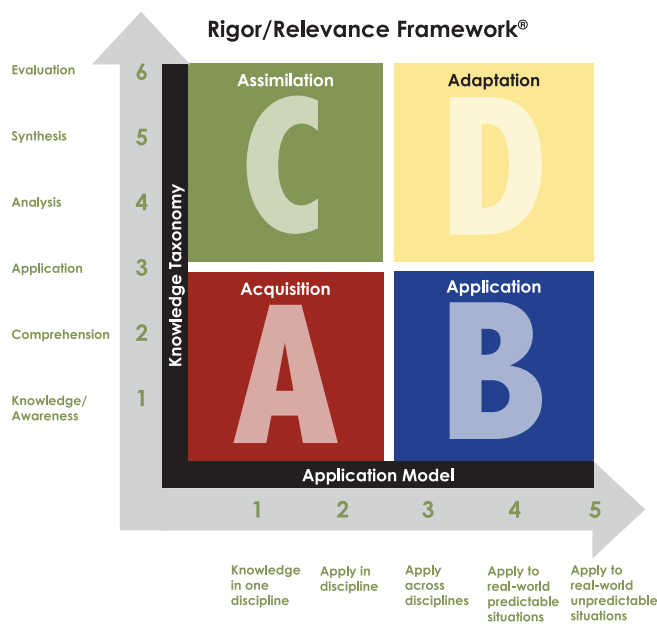 Rigor/Relevance Framework®
Evaluation
6
Assimilation
Adaptation
C
D
Synthesis
5
Analysis
4
Application
3
Knowledge Taxonomy
Acquisition
Application
A
B
Comprehension
2
Knowledge/
Awareness
1
Application Model
1
2
3
4
5
Knowledge
in one
discipline
Apply in
discipline
Apply
across
disciplines
Apply to
real-world
predictable
situations
Apply to
real-world
unpredictable
situations